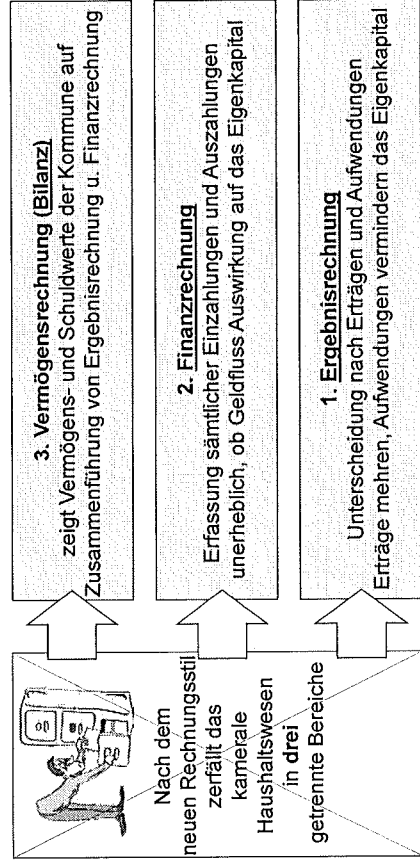 Nach dem
neuen Rechnungsstil
zerfällt das
kamerale
Haushaltswesen
in drei
getrennte Bereiche
3. Vermögensrechnung (Bilanz)
zeigt Vermögens- und Schuldwerte der Kommune auf
Zusammenführung von Ergebnisrechnung u. Finanzrechnung
2. Finanzrechnung
Erfassung sämtlicher Einzahlungen und Auszahlungen
unerheblich, ob Geldfluss Auswirkung auf das Eigenkapital
1. Ergebnisrechnung
Unterscheidung nach Erträgen und Aufwendungen
Erträge mehren, Aufwendungen vermindern das Eigenkapital